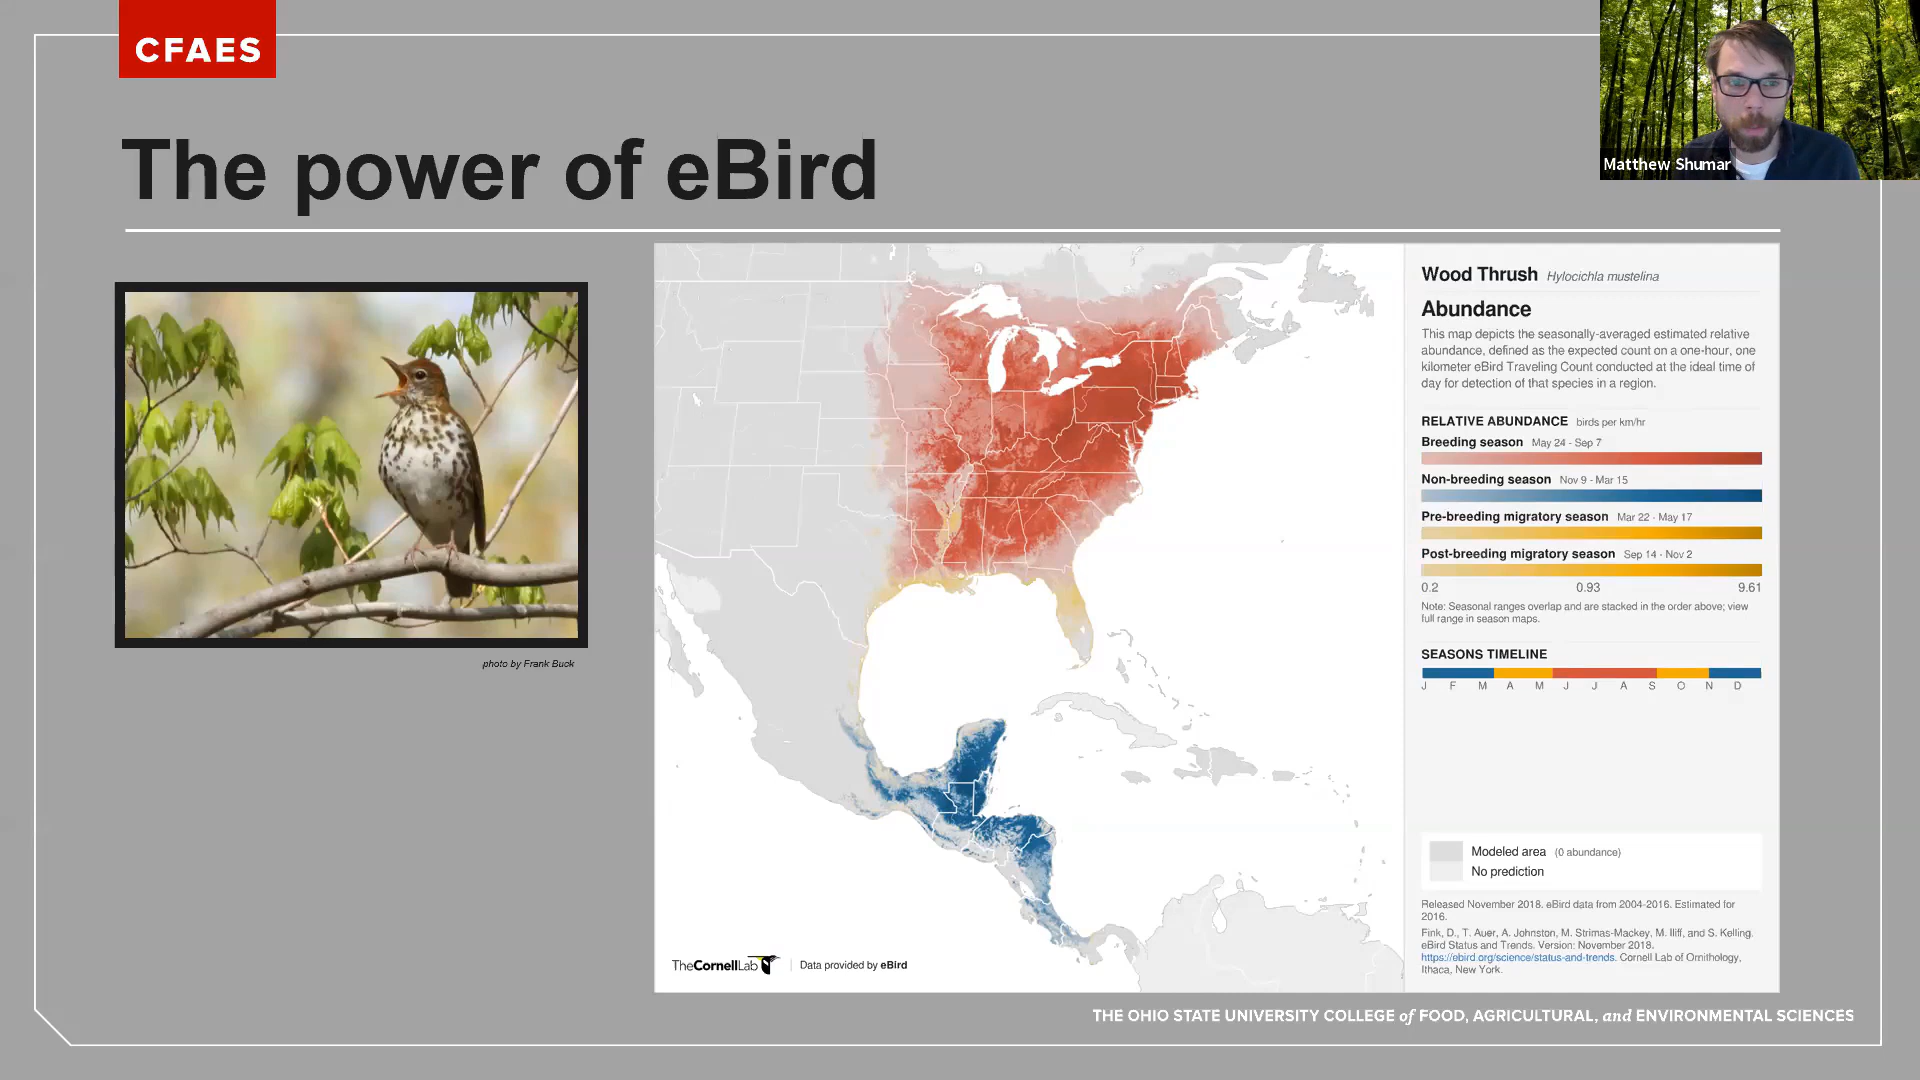 CFAES
Matthew Shumar
The power of eBird
photo by Frank Buck
Wood Thrush Hylocichla mustelina
Abundance
This map depicts the seasonally-averaged estimated relative
abundance, defined as the expected count on a one-hour, one
kilometer eBird Traveling Count conducted at the ideal time of
day for detection of that species in a region.
RELATIVE ABUNDANCE birds per km/hr
Breeding season May 24 - Sep 7
Non-breeding season Nov 9 - Mar 15
Pre-breeding migratory season Mar 22 - May 17
Post-breeding migratory season Sep 14 - Nov 2
0.2 0.93 9.61
Note: Seasonal ranges overlap and are stacked in the order above; view
full range in season maps.
SEASONS TIMELINE
J F M A M J J A S O N D
Modeled area (0 abundance)
No prediction
Released November 2018. eBird data from 2004-2016. Estimated for
2016.
Fink, D., T. Auer, A. Johnston, M. Strimas-Mackey, M. Iliff, and S. Kelling.
eBird Status and Trends. Version: November 2018.
https://ebird.org/science/status-and-trends. Cornell Lab of Ornithology,
Ithaca, New York.
TheCornellLab Data provided by eBird
THE OHIO STATE UNIVERSITY COLLEGE of FOOD, AGRICULTURAL, and ENVIRONMENTAL SCIENCES